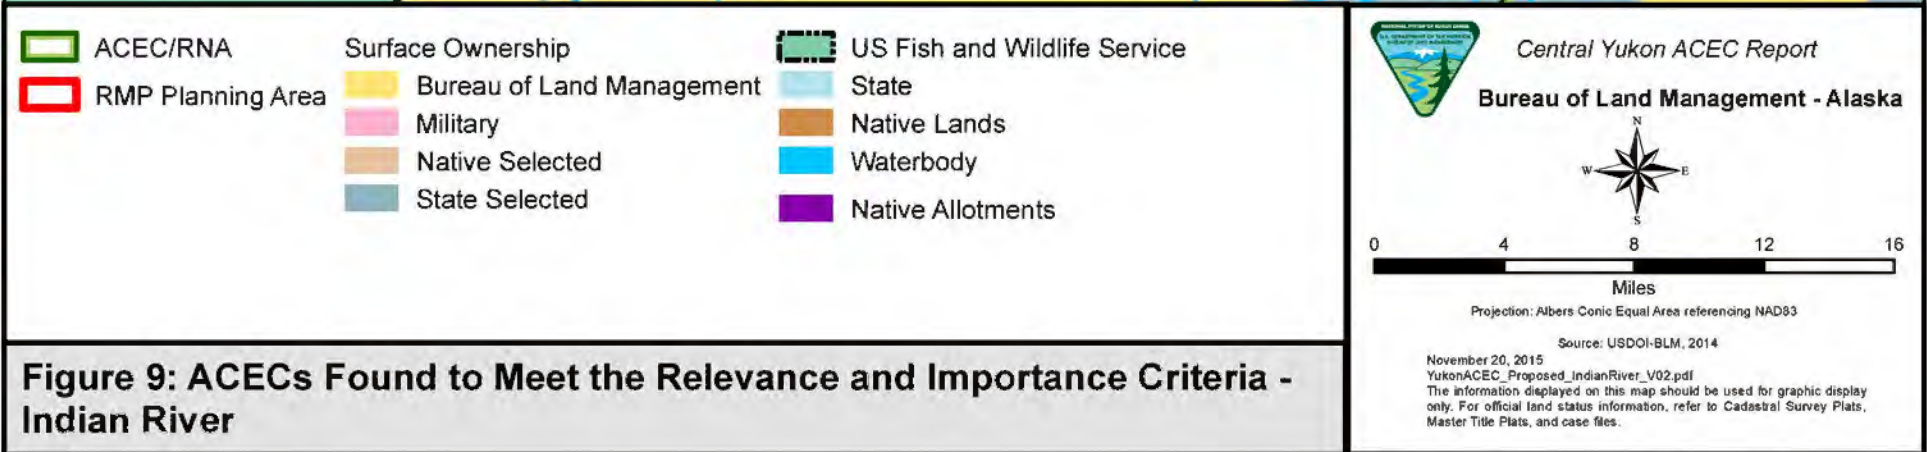 ACEC/RNA
RMP Planning Area
Surface Ownership
Bureau of Land Management
Military
Native Selected
State Selected
US Fish and Wildlife Service
State
Native Lands
Waterbody
Native Allotments
Figure 9: ACECs Found to Meet the Relevance and Importance Criteria -
Indian River
Central Yukon ACEC Report
Bureau of Land Management - Alaska
N
W E
S
0 4 8 12 16
Miles
Projection: Albers Conic Equal Area referencing NAD83
Source: USDOI-BLM, 2014
November 20, 2015
YukonACEC_Proposed_IndianRiver_V02.pdf
The information displayed on this map should be used for graphic display
only. For official land status information, refer to Cadastral Survey Plats,
Master Title Plats, and case files.